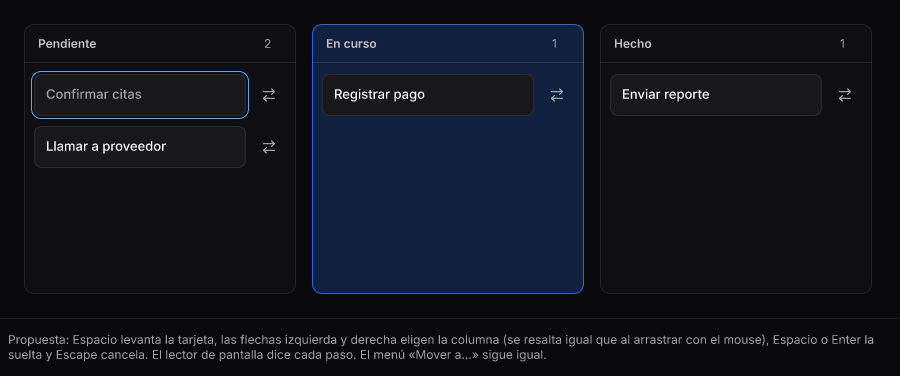 Pendiente 2
Confirmar citas
Llamar a proveedor
En curso 1
Registrar pago
Hecho 1
Enviar reporte
Propuesta: Espacio levanta la tarjeta, las flechas izquierda y derecha eligen la columna (se resalta igual que al arrastrar con el mouse), Espacio o Enter la
suelta y Escape cancela. El lector de pantalla dice cada paso. El menú «Mover a...» sigue igual.